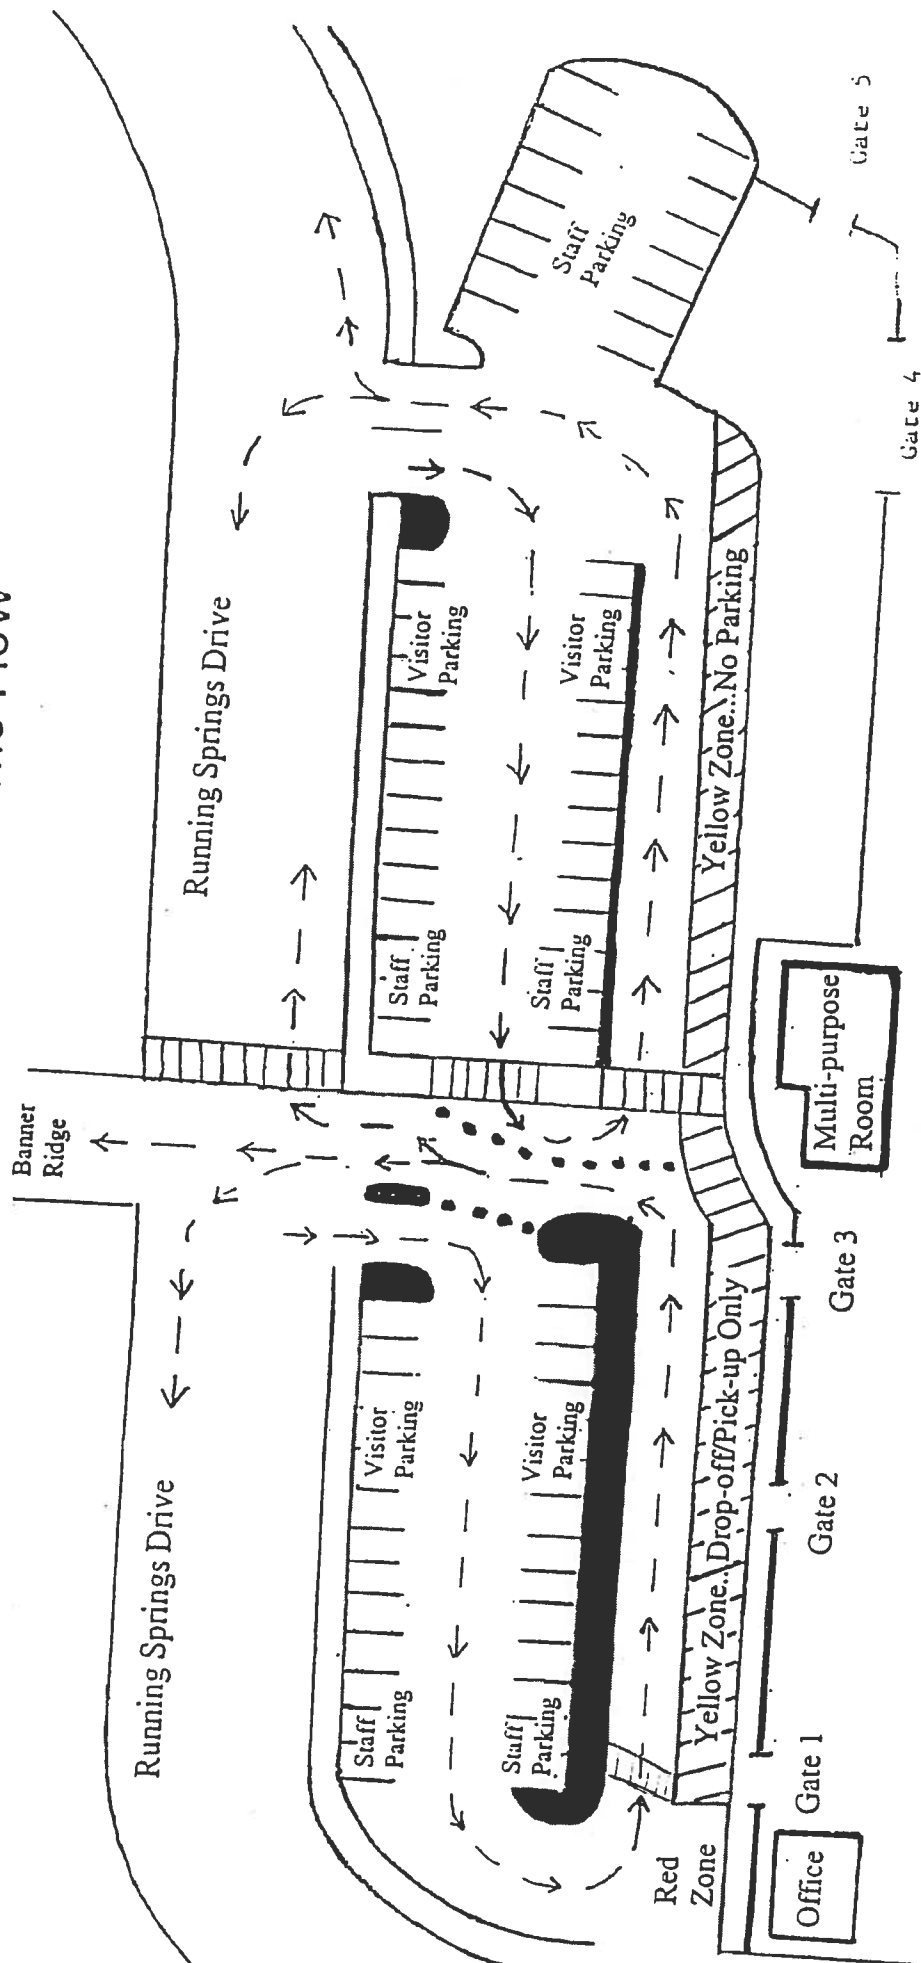 Running Springs Drive
Running Springs Drive
Banner
Ridge
Staff
Parking
Visitor
Parking
Staff
Parking
Visitor
Parking
Staff
Parking
Visitor
Parking
Staff
Parking
Visitor
Parking
Staff
Parking
Red
Zone
Yellow Zone...Drop-off/Pick-up Only
Yellow Zone...No Parking
Office
Gate 1
Gate 2
Gate 3
Multi-purpose
Room
Gate 4
Gate 5